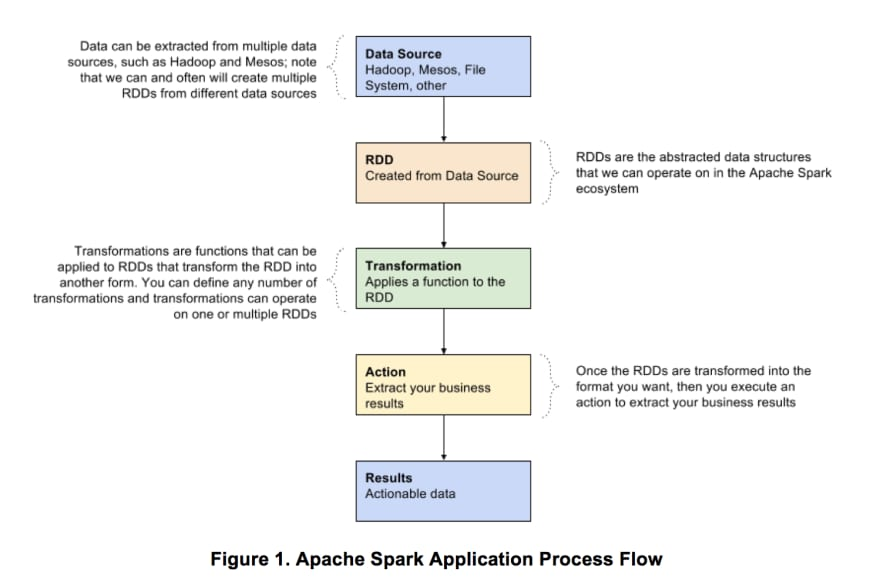 Data can be extracted from multiple data
sources, such as Hadoop and Mesos; note
that we can and often will create multiple
RDDs from different data sources
Data Source
Hadoop, Mesos, File
System, other
RDD
Created from Data Source
RDDs are the abstracted data structures
that we can operate on in the Apache Spark
ecosystem
Transformations are functions that can be
applied to RDDs that transform the RDD into
another form. You can define any number of
transformations and transformations can operate
on one or multiple RDDs
Transformation
Applies a function to the
RDD
Action
Extract your business
results
Once the RDDs are transformed into the
format you want, then you execute an
action to extract your business results
Results
Actionable data
Figure 1. Apache Spark Application Process Flow